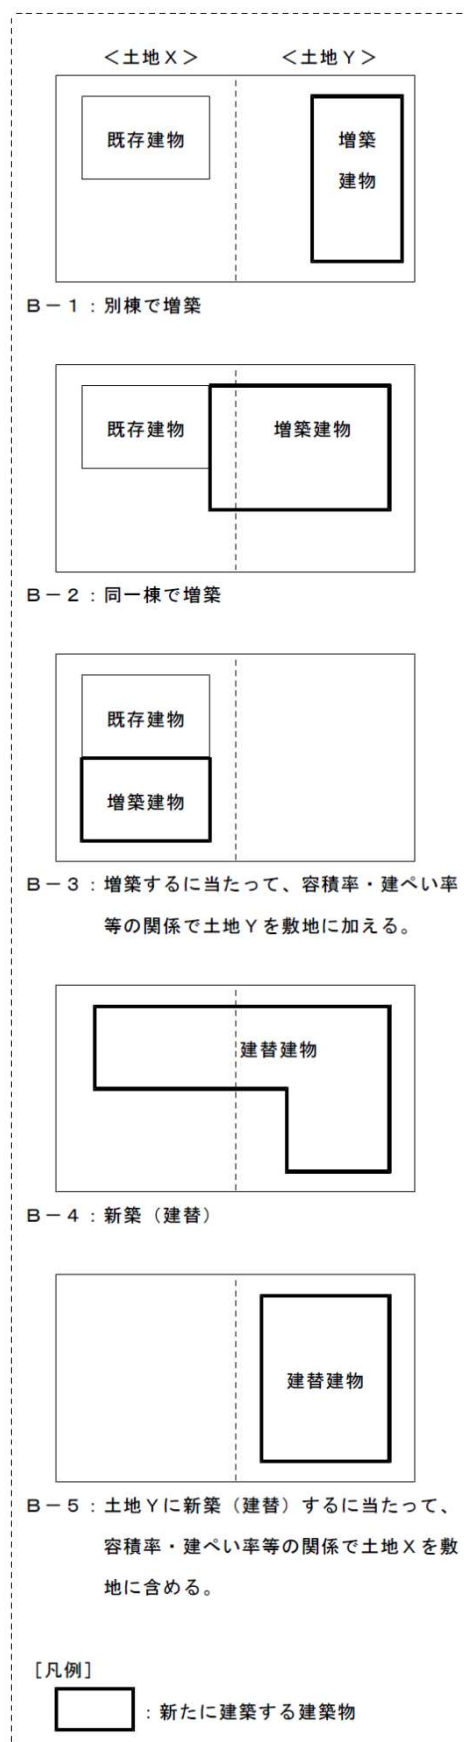 ＜土地Ｘ＞ ＜土地Ｙ＞
既存建物 増築
建物
Ｂ－１：別棟で増築
既存建物 増築建物
Ｂ－２：同一棟で増築
既存建物
増築建物
Ｂ－３：増築するに当たって、容積率・建ぺい率
等の関係で土地Ｙを敷地に加える。
建替建物
Ｂ－４：新築（建替）
建替建物
Ｂ－５：土地Ｙに新築（建替）するに当たって、
容積率・建ぺい率等の関係で土地Ｘを敷
地に含める。
［凡例］
：新たに建築する建築物